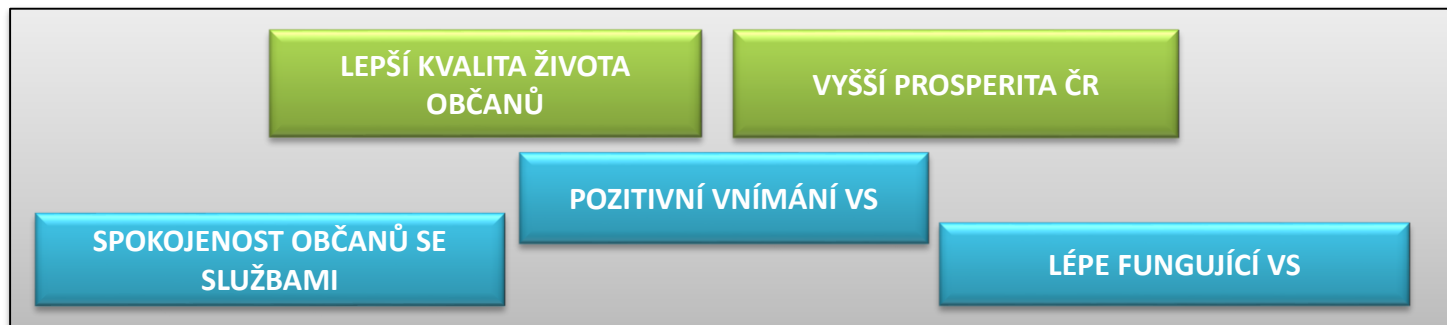 LEPŠÍ KVALITA ŽIVOTA
OBČANŮ
VYŠŠÍ PROSPERITA ČR
POZITIVNÍ VNÍMÁNÍ VS
SPOKOJENOST OBČANŮ SE
SLUŽBAMI
LÉPE FUNGUJÍCÍ VS